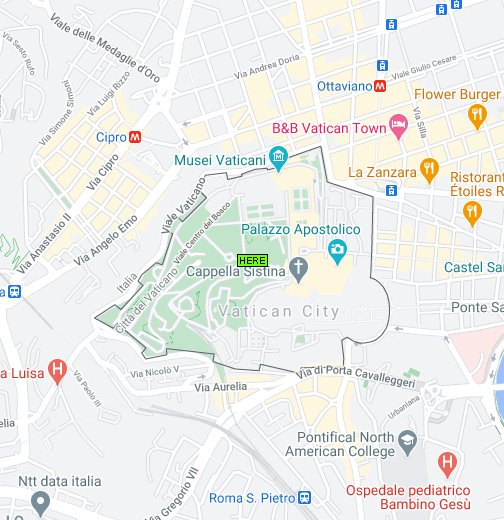 Viale delle Medaglie d'Oro
Via Sesto Rufo
Via Simone Simoni
Via Luigi Rizzo
Via Andrea Doria
Viale Giulio Cesare
Ottaviano
Flower Burger
B&B Vatican Town
Via Silla
Cipro
Via Cipro
Musei Vaticani
La Zanzara
Ristorant
Étoiles R
Via Anastasio II
Via Angelo Emo
Viale Vaticano
Viale Centro del Bosco
Palazzo Apostolico
HERE
Cappella Sistina
Castel San
Italia
Città del Vaticano
Vatican City
Ponte Sa
a
a Luisa
Via Nicolò V
Via Aurelia
Via di Porta Cavalleggeri
Via Paolo III
Urbantana
Pontifical North
American College
Ntt data italia
Via Gregorio VII
Roma S. Pietro
Ospedale pediatrico
Bambino Gesù
LO